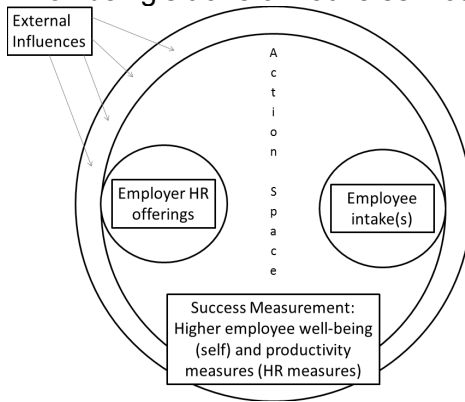 External
Influences
A
c
t
i
o
n
S
p
a
c
e
Employer HR
offerings
Employee
intake(s)
Success Measurement:
Higher employee well-being
(self) and productivity
measures (HR measures)